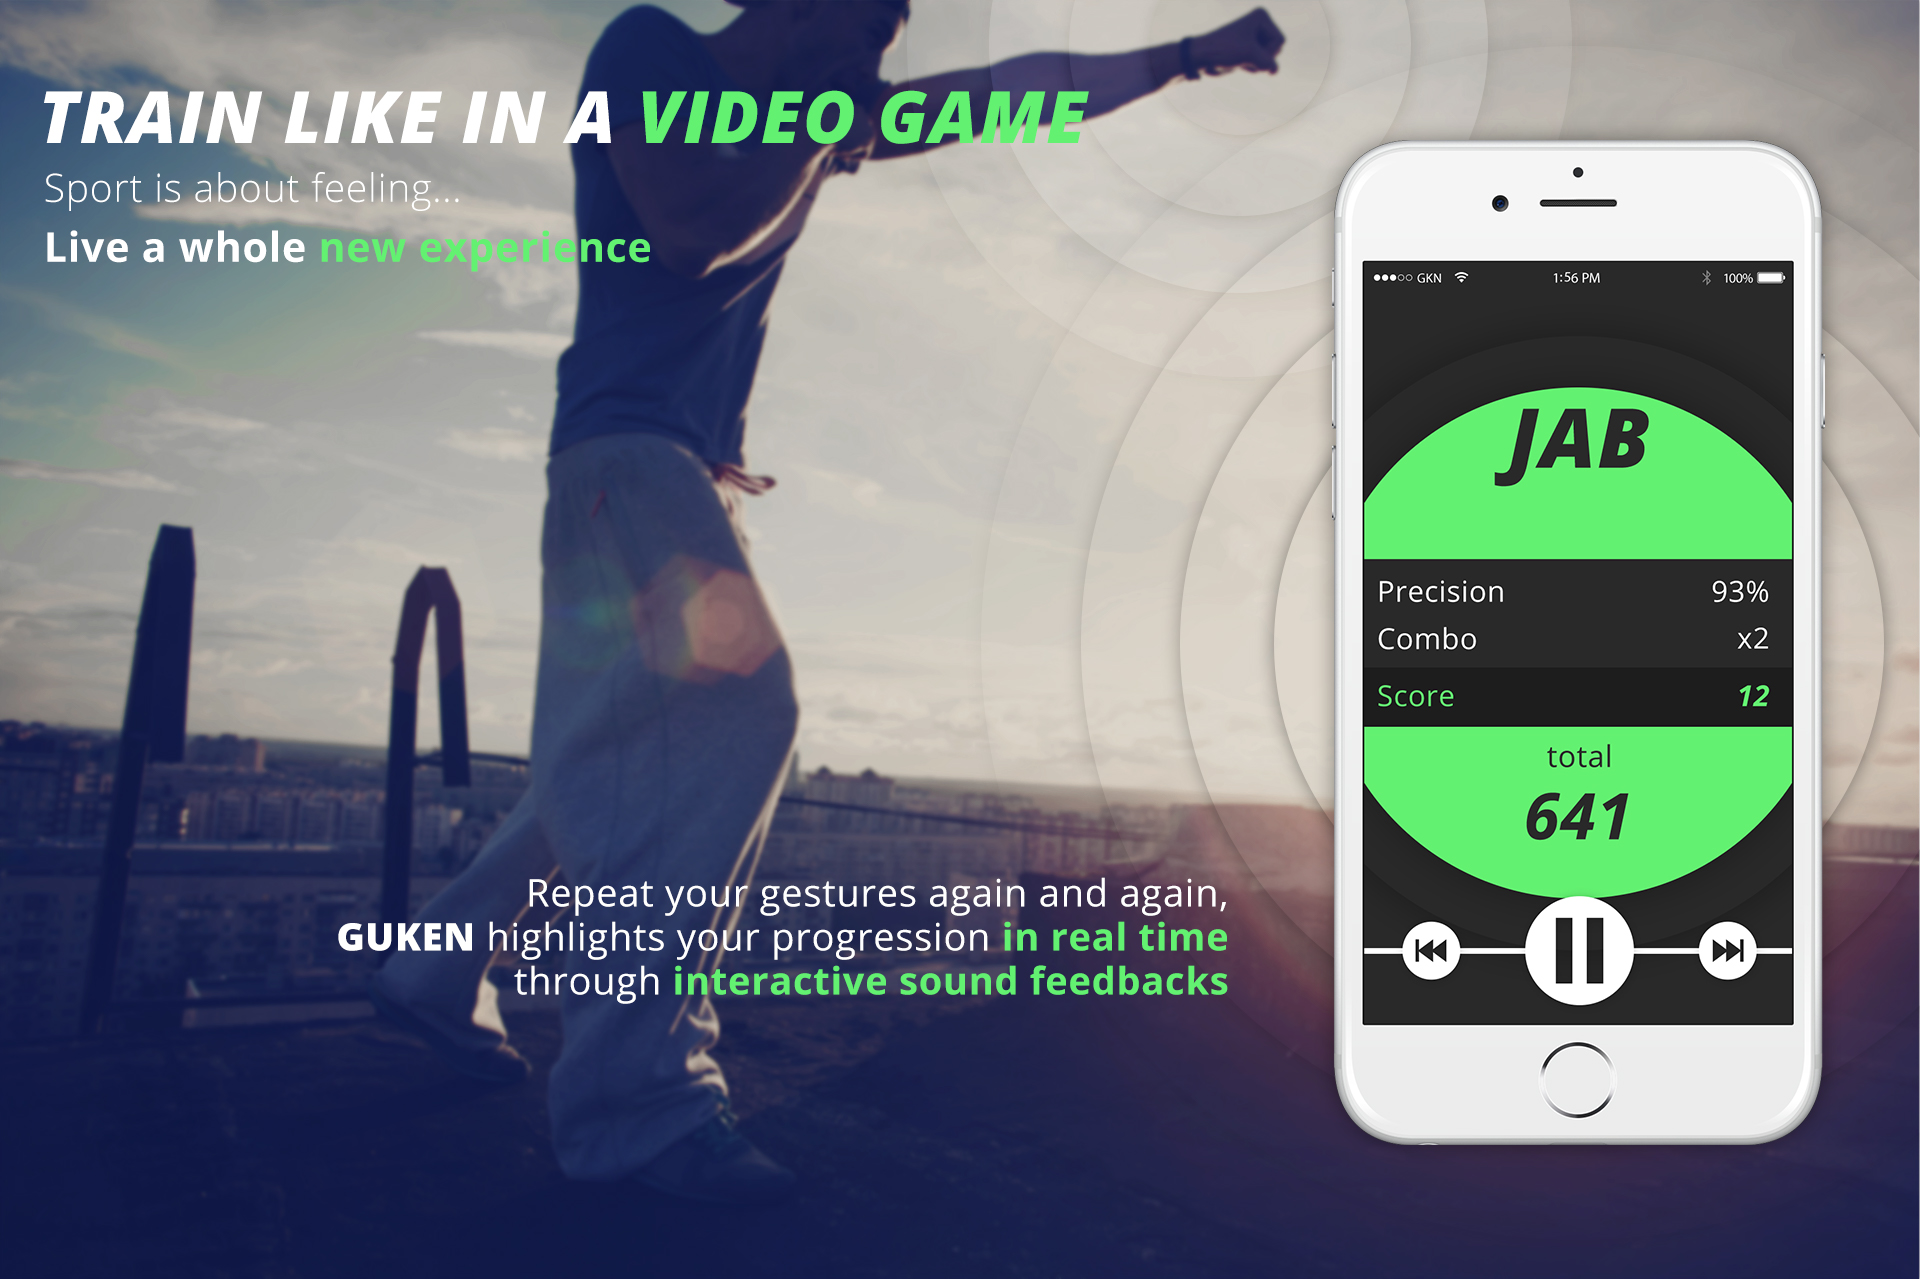 TRAIN LIKE IN A VIDEO GAME
Sport is about feeling...
Live a whole new experience
GKN 1:56 PM 100%
JAB
Precision 93%
Combo x2
Score 12
total
641
Repeat your gestures again and again,
GUKEN highlights your progression in real time
through interactive sound feedbacks